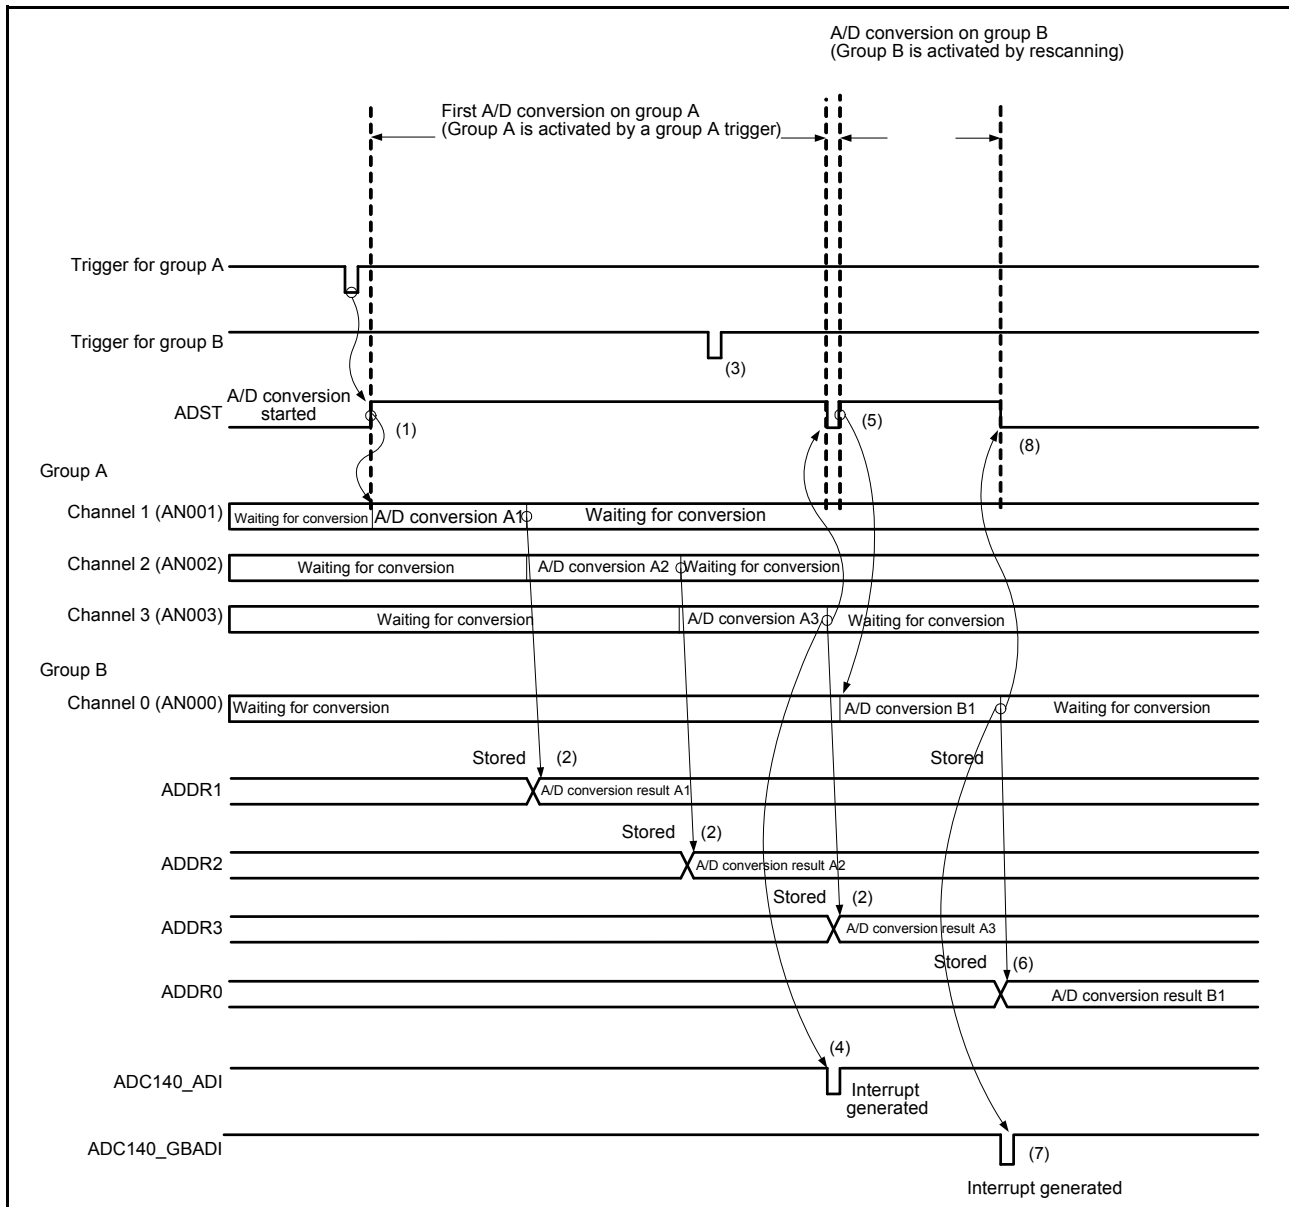 A/D conversion on group B
(Group B is activated by rescanning)
First A/D conversion on group A
(Group A is activated by a group A trigger)
Trigger for group A
Trigger for group B
(3)
A/D conversion
started
ADST
(1)
(5)
(8)
Group A
Channel 1 (AN001)
Waiting for conversion
A/D conversion A1
Waiting for conversion
Channel 2 (AN002)
Waiting for conversion
A/D conversion A2
Waiting for conversion
Channel 3 (AN003)
Waiting for conversion
A/D conversion A3
Waiting for conversion
Group B
Channel 0 (AN000)
Waiting for conversion
A/D conversion B1
Waiting for conversion
Stored
(2)
Stored
ADDR1
A/D conversion result A1
Stored
(2)
ADDR2
A/D conversion result A2
Stored
(2)
ADDR3
A/D conversion result A3
Stored
(6)
ADDR0
A/D conversion result B1
(4)
ADC140_ADI
Interrupt
generated
ADC140_GBADI
(7)
Interrupt generated